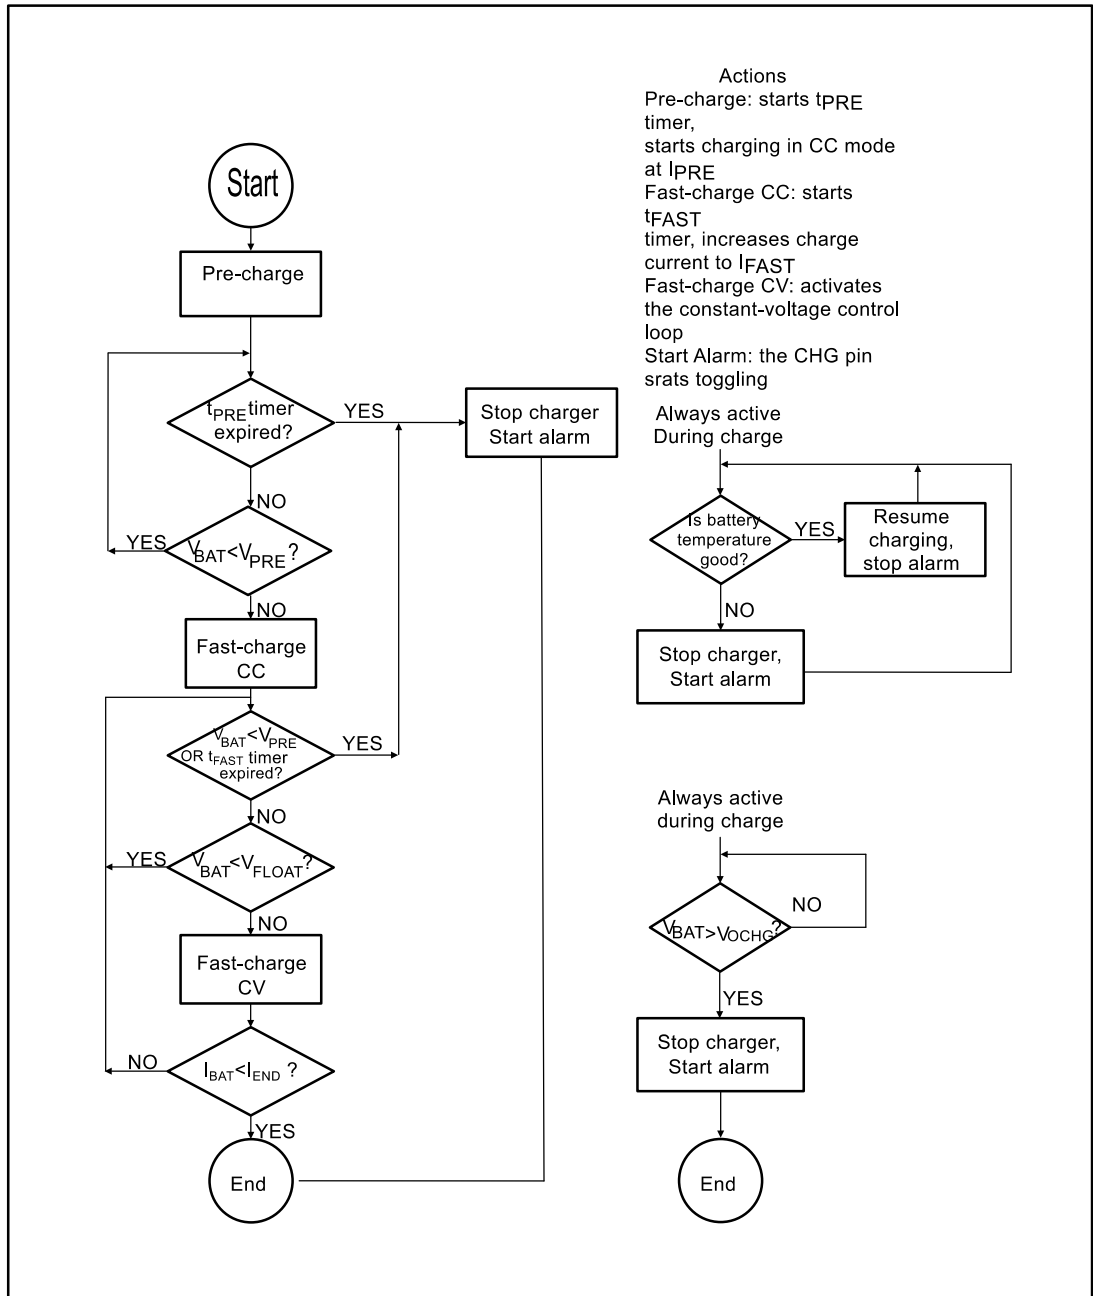 Start
Pre-charge
tPRE timer
expired?
YES
NO
Stop charger
Start alarm
VBAT<VPRE ?
YES
NO
Fast-charge
CC
VBAT<VPRE
OR tFAST timer
expired?
YES
NO
VBAT<VFLOAT?
YES
NO
Fast-charge
CV
IBAT<IEND ?
NO
YES
End
Actions
Pre-charge: starts tPRE
timer,
starts charging in CC mode
at IPRE
Fast-charge CC: starts
tFAST
timer, increases charge
current to IFAST
Fast-charge CV: activates
the constant-voltage control
loop
Start Alarm: the CHG pin
srats toggling
Always active
During charge
Is battery
temperature
good?
YES
Resume
charging,
stop alarm
NO
Stop charger,
Start alarm
Always active
during charge
VBAT>VOCHG?
NO
YES
Stop charger,
Start alarm
End